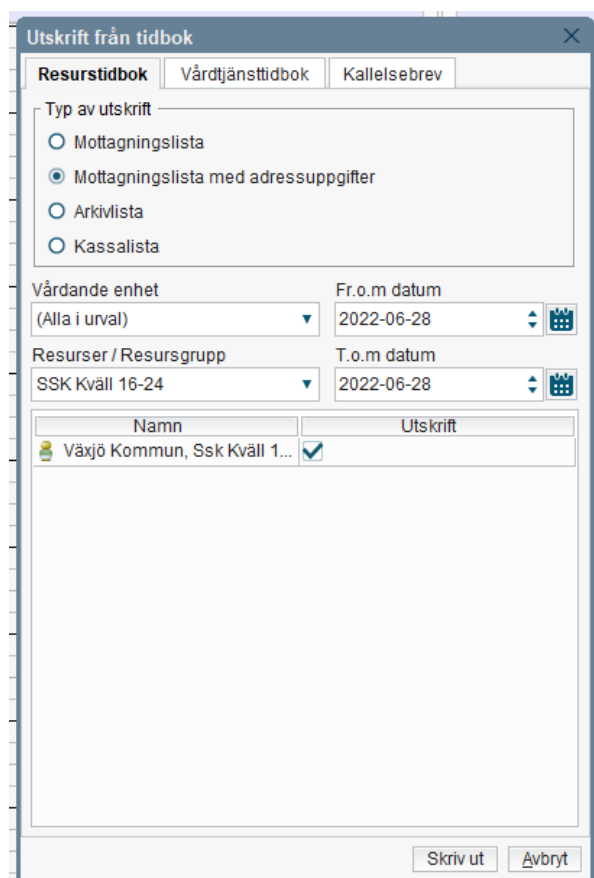 Utskrift från tidbok
Resurstidbok Vårdtjänsttidbok Kallelsebrev
Typ av utskrift
Mottagningslista
Mottagningslista med adressuppgifter
Arkivlista
Kassalista
Vårdande enhet Fr.o.m datum
(Alla i urval) 2022-06-28
Resurser / Resursgrupp T.o.m datum
SSK Kväll 16-24 2022-06-28
Namn Utskrift
Växjö Kommun, Ssk Kväll 1...
Skriv ut Avbryt